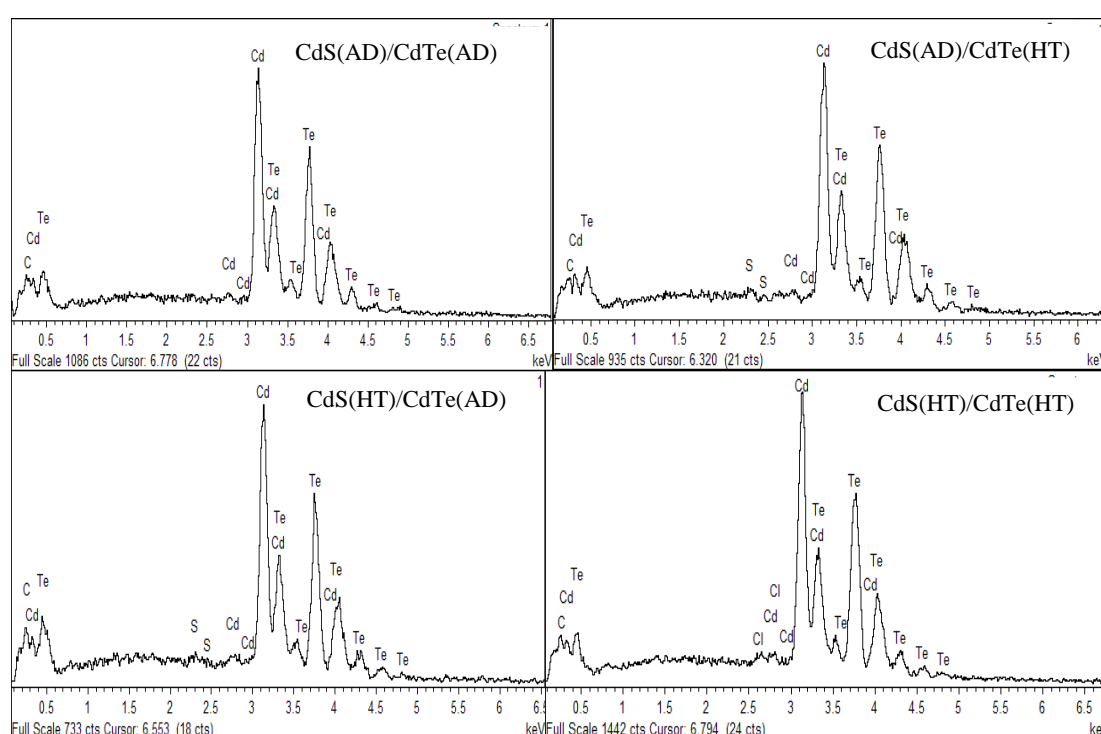 CdS(AD)/CdTe(AD)
Cd
Te
Te
Cd
Te
Cd
Te
Cd
C
Cd
Cd
Te
Te
Te
Te
0.5 1 1.5 2 2.5 3 3.5 4 4.5 5 5.5 6 6.5
Full Scale 1086 cts Cursor: 6.778 (22 cts)
keV
CdS(AD)/CdTe(HT)
Cd
Te
Te
Cd
Te
Cd
Te
Cd
C
S
S
Cd
Cd
Te
Te
Te
Te
0.5 1 1.5 2 2.5 3 3.5 4 4.5 5 5.5 6
Full Scale 935 cts Cursor: 6.320 (21 cts)
1
CdS(HT)/CdTe(AD)
Cd
Te
Te
Cd
Te
Cd
C
Te
Cd
S
S
Cd
Cd
Te
Te
Te
Te
0.5 1 1.5 2 2.5 3 3.5 4 4.5 5 5.5 6
Full Scale 733 cts Cursor: 6.553 (18 cts)
keV
CdS(HT)/CdTe(HT)
Cd
Te
Te
Cd
Te
Cd
Te
Cd
C
Cl
Cd
Cl
Cd
Te
Te
Te
Te
0.5 1 1.5 2 2.5 3 3.5 4 4.5 5 5.5 6 6.5
Full Scale 1442 cts Cursor: 6.794 (24 cts)